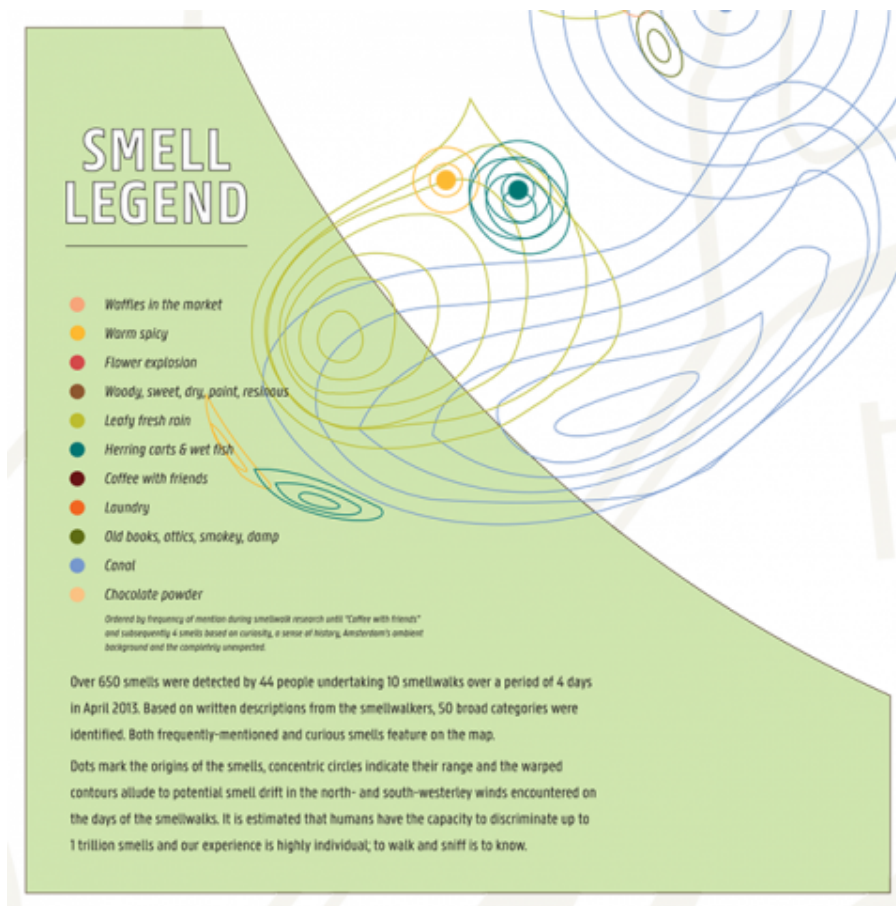 SMELL
LEGEND
Waffles in the market
Warm spicy
Flower explosion
Woody, sweet, dry, paint, resinous
Leafy fresh rain
Herring carts & wet fish
Coffee with friends
Laundry
Old books, attics, smokey, damp
Canal
Chocolate powder
Ordered by frequency of mention during smellwalk research until "Coffee with friends"
and subsequently 4 smells based on curiosity, a sense of history, Amsterdam's ambient
background and the completely unexpected.
Over 650 smells were detected by 44 people undertaking 10 smellwalks over a period of 4 days
in April 2013. Based on written descriptions from the smellwalkers, 50 broad categories were
identified. Both frequently-mentioned and curious smells feature on the map.
Dots mark the origins of the smells, concentric circles indicate their range and the warped
contours allude to potential smell drift in the north- and south-westerley winds encountered on
the days of the smellwalks. It is estimated that humans have the capacity to discriminate up to
1 trillion smells and our experience is highly individual; to walk and sniff is to know.